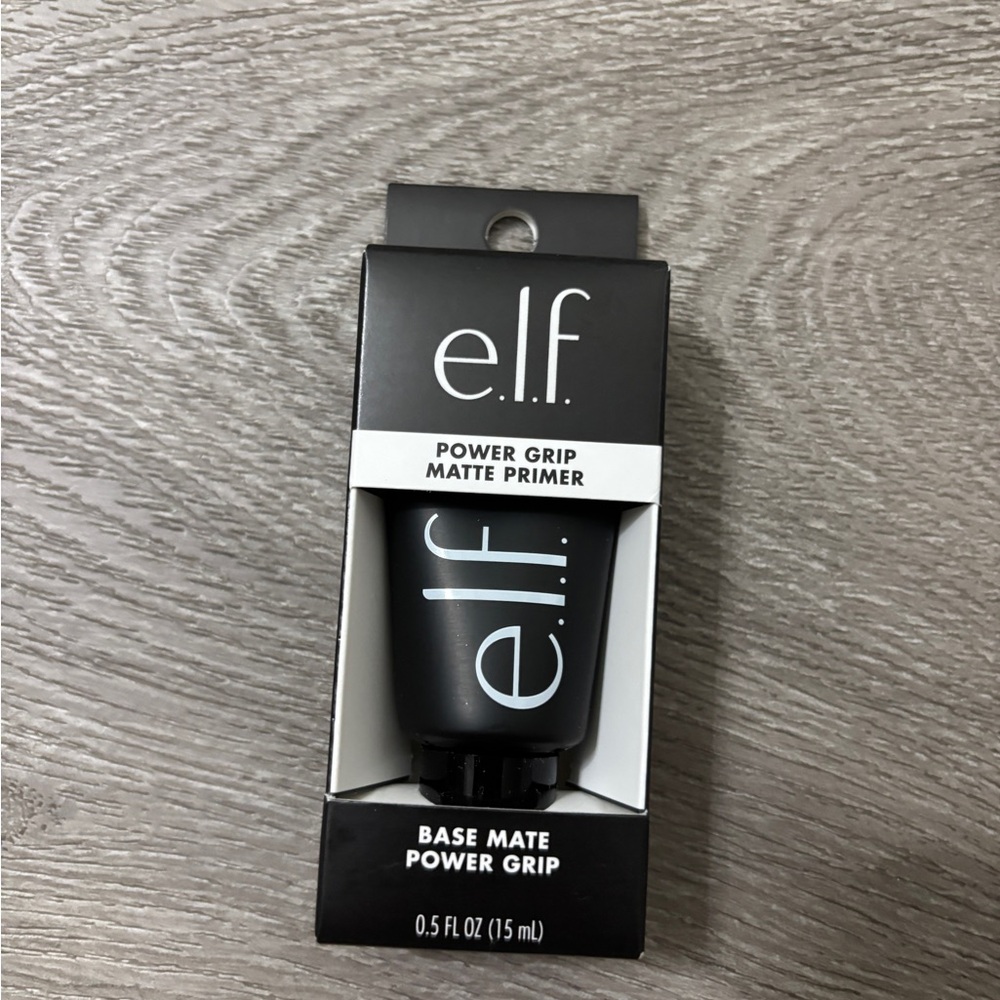 e.l.f.
POWER GRIP
MATTE PRIMER
e.l.f.
BASE MATE
POWER GRIP
0.5 FL OZ (15 mL)